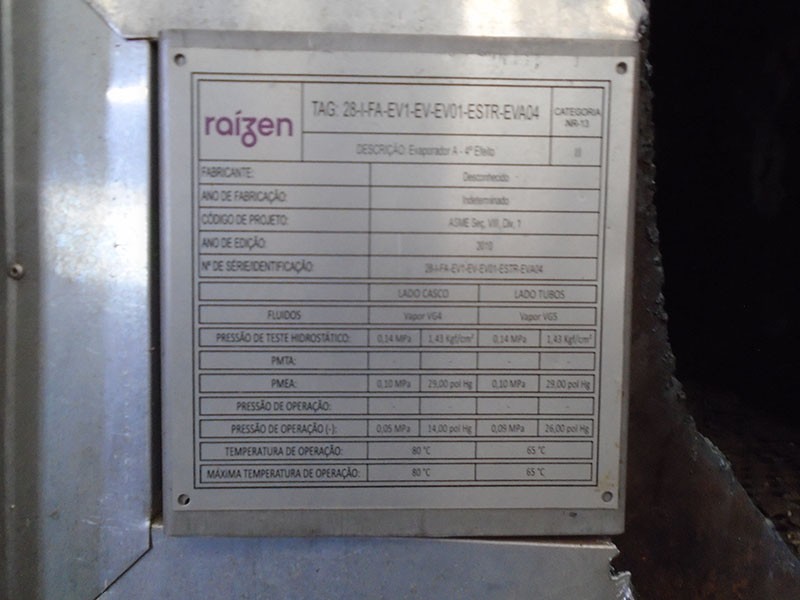 raízen
TAG: 28-I-FA-EV1-EV-EV01-ESTR-EVA04
CATEGORIA NR-13
DESCRIÇÃO: Evaporador A - 4º Efeito
FABRICANTE: Desconhecido
ANO DE FABRICAÇÃO: Indeterminado
CÓDIGO DE PROJETO: ASME Seç. VIII, Div. 1
ANO DE EDIÇÃO: 3010
Nº DE SÉRIE/IDENTIFICAÇÃO: 28-I-FA-EV1-EV-EV01-ESTR-EVA04
LADO CASCO LADO TUBOS
FLUIDOS Vapor VG4 Vapor VG5
PRESSÃO DE TESTE HIDROSTÁTICO: 0,14 MPa 1,43 Kgf/cm² 0,14 MPa 1,43 Kgf/cm²
PMTA: - - - -
PMEA: 0,10 MPa 29,00 pol Hg 0,10 MPa 29,00 pol Hg
PRESSÃO DE OPERAÇÃO: - - - -
PRESSÃO DE OPERAÇÃO (-): 0,05 MPa 14,00 pol Hg 0,09 MPa 26,00 pol Hg
TEMPERATURA DE OPERAÇÃO: 80 °C 65 °C
MÁXIMA TEMPERATURA DE OPERAÇÃO: 80 °C 65 °C